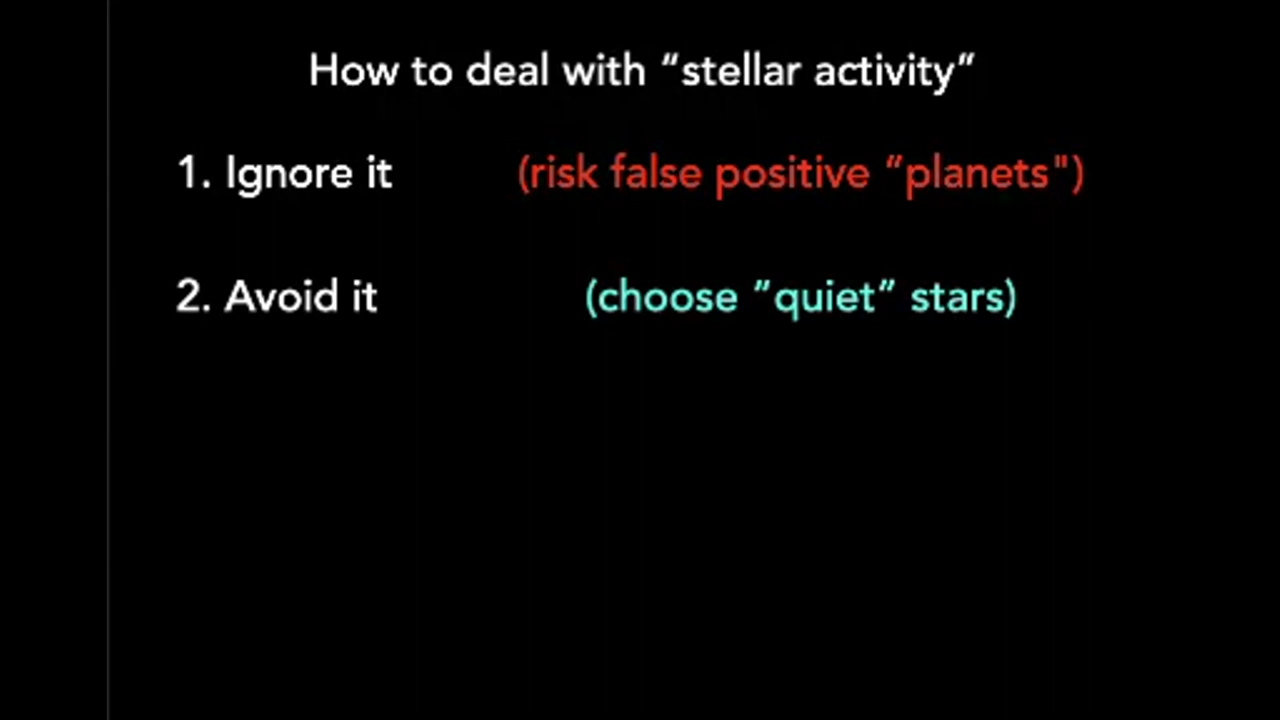 How to deal with “stellar activity”
1. Ignore it (risk false positive “planets")
2. Avoid it (choose “quiet” stars)